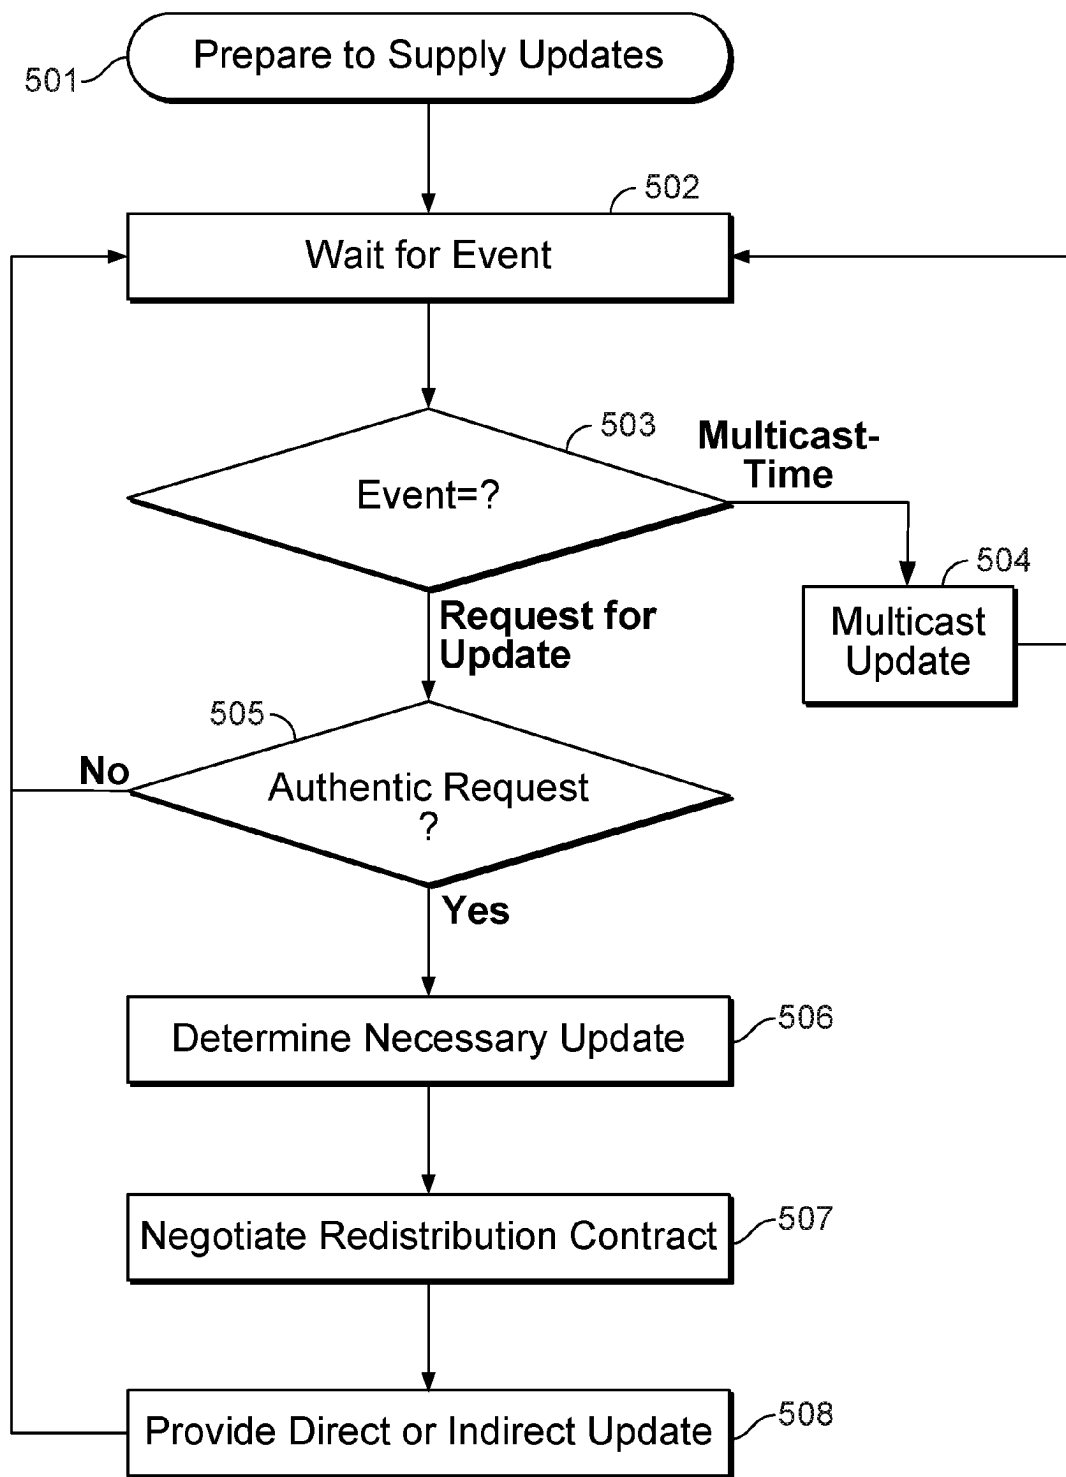 Prepare to Supply Updates
501
502
Wait for Event
503
Multicast-
Time
Event=?
504
Request for
Update
Multicast
Update
505
No
Authentic Request
?
Yes
506
Determine Necessary Update
507
Negotiate Redistribution Contract
508
Provide Direct or Indirect Update